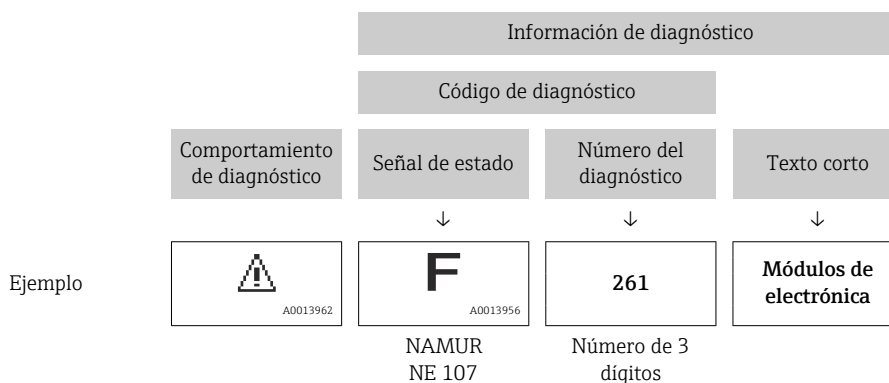 Información de diagnóstico
Código de diagnóstico
Comportamiento
de diagnóstico
Señal de estado
Número del
diagnóstico
Texto corto
↓
↓
↓
Ejemplo
A0013962
F
A0013956
261
Módulos de
electrónica
NAMUR
NE 107
Número de 3
dígitos